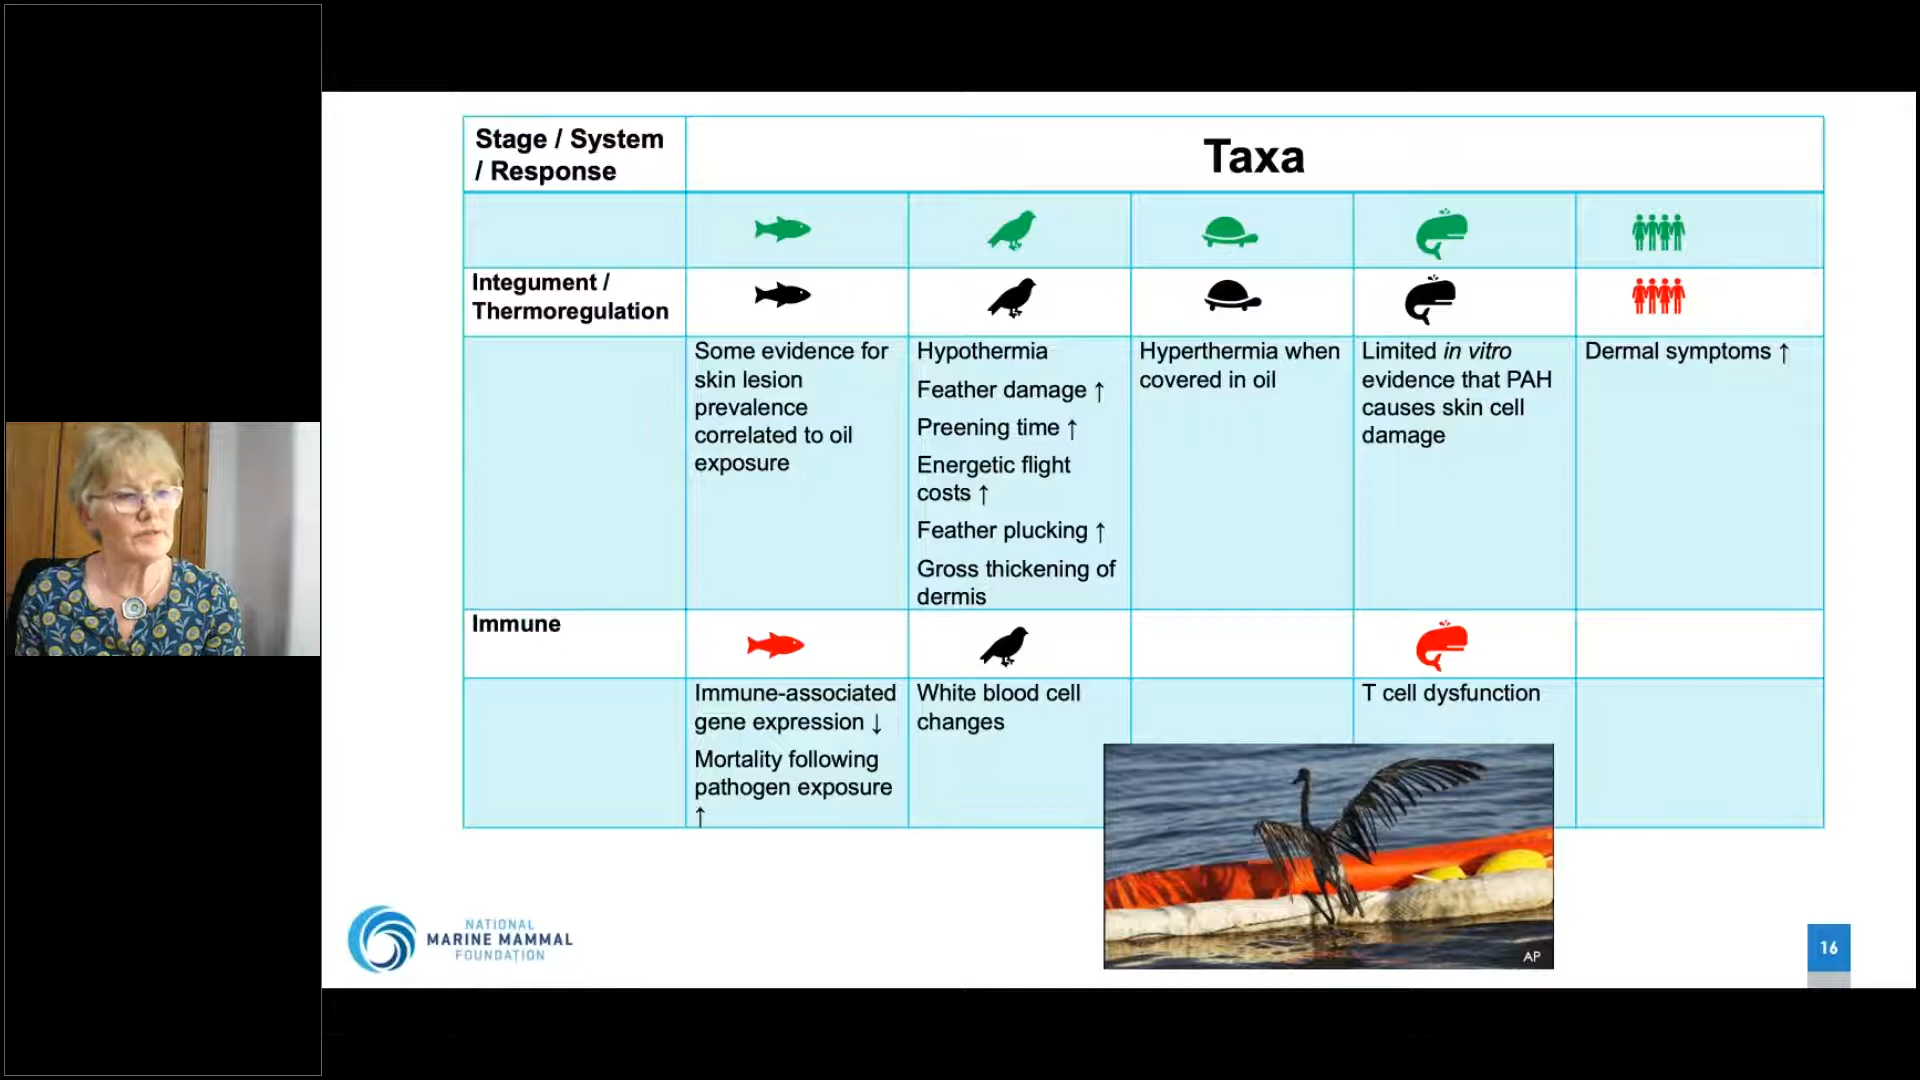 Stage / System
/ Response
Taxa
Integument /
Thermoregulation
Some evidence for
skin lesion
prevalence
correlated to oil
exposure
Hypothermia
Feather damage ↑
Preening time ↑
Energetic flight
costs ↑
Feather plucking ↑
Gross thickening of
dermis
Hyperthermia when
covered in oil
Limited in vitro
evidence that PAH
causes skin cell
damage
Dermal symptoms ↑
Immune
Immune-associated
gene expression ↓
Mortality following
pathogen exposure
↑
White blood cell
changes
T cell dysfunction
AP
NATIONAL
MARINE MAMMAL
FOUNDATION
16